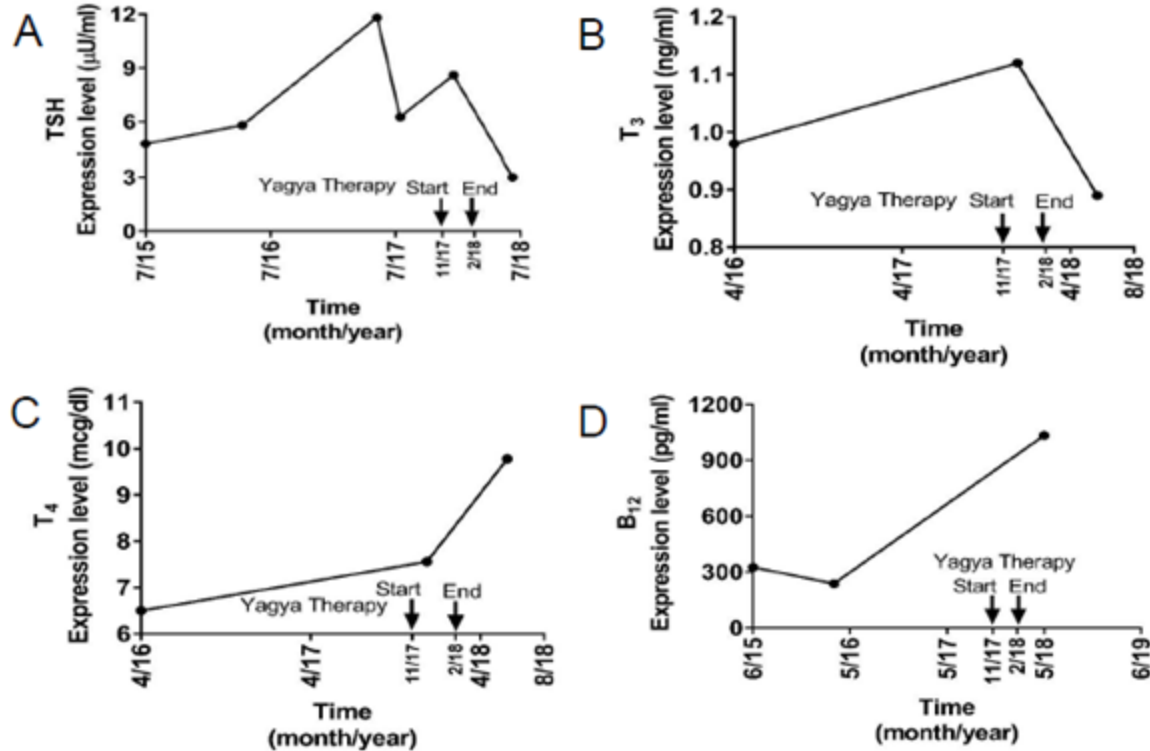 A
TSH
Expression level (μU/ml)
12
9
6
3
0
Yagya Therapy Start End
7/15
7/16
7/17
11/17
2/18
7/18
Time
(month/year)
B
T₃
Expression level (ng/ml)
1.2
1.1
1.0
0.9
0.8
Yagya Therapy Start End
4/16
4/17
11/17
2/18
4/18
8/18
Time
(month/year)
C
T₄
Expression level (mcg/dl)
11
10
9
8
7
6
Start End
Yagya Therapy
4/16
4/17
11/17
2/18
4/18
8/18
Time
(month/year)
D
B₁₂
Expression level (pg/ml)
1200
900
600
300
0
Yagya Therapy
Start End
6/15
5/16
5/17
11/17
2/18
5/18
6/19
Time
(month/year)